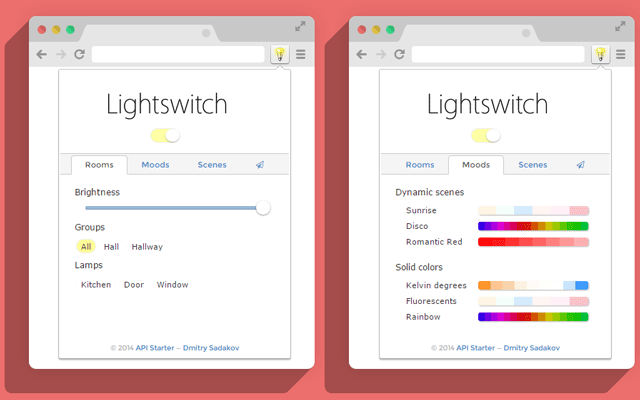 Lightswitch
Rooms Moods Scenes
Brightness
Groups
All Hall Hallway
Lamps
Kitchen Door Window
© 2014 API Starter – Dmitry Sadakov
Lightswitch
Rooms Moods Scenes
Dynamic scenes
Sunrise
Disco
Romantic Red
Solid colors
Kelvin degrees
Fluorescents
Rainbow
© 2014 API Starter – Dmitry Sadakov